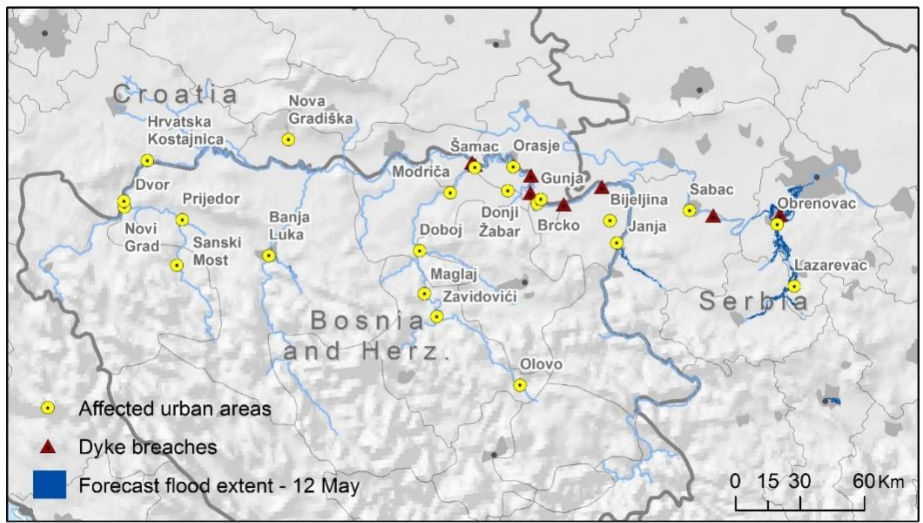 Croatia
Nova
Gradiška
Hrvatska
Kostajnica
Šamac
Orasje
Modriča
Gunja
Dvor
Prijedor
Bijeljina
Sabac
Novi
Grad
Sanski
Most
Banja
Luka
Donji
Žabar
Brčko
Janja
Obrenovac
Doboj
Maglaj
Zavidovići
Lazarevac
Serbia
Bosnia
and Herz.
Olovo
Affected urban areas
Dyke breaches
Forecast flood extent - 12 May
0 15 30 60 Km